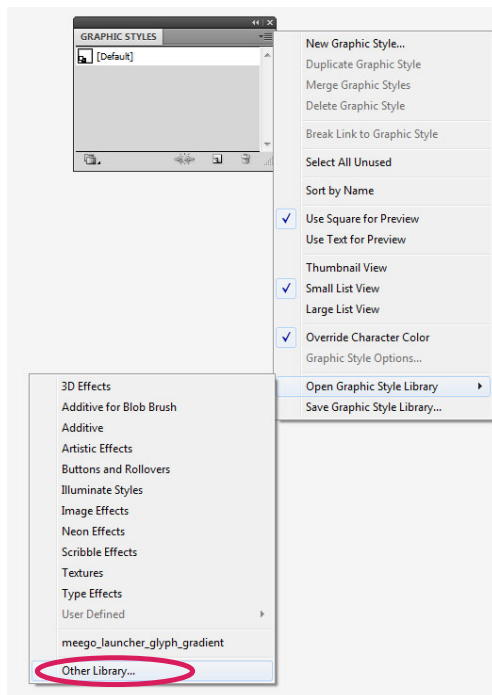 GRAPHIC STYLES
[Default]
New Graphic Style...
Duplicate Graphic Style
Merge Graphic Styles
Delete Graphic Style
Break Link to Graphic Style
Select All Unused
Sort by Name
Use Square for Preview
Use Text for Preview
Thumbnail View
Small List View
Large List View
Override Character Color
Graphic Style Options...
Open Graphic Style Library
Save Graphic Style Library...
3D Effects
Additive for Blob Brush
Additive
Artistic Effects
Buttons and Rollovers
Illuminate Styles
Image Effects
Neon Effects
Scribble Effects
Textures
Type Effects
User Defined
meego_launcher_glyph_gradient
Other Library...